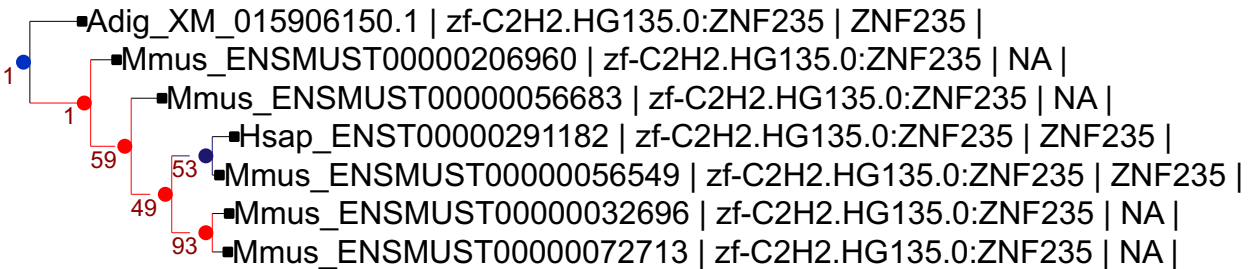 Adig_XM_015906150.1 | zf-C2H2.HG135.0:ZNF235 | ZNF235 |
1
Mmus_ENSMUST00000206960 | zf-C2H2.HG135.0:ZNF235 | NA |
1
Mmus_ENSMUST00000056683 | zf-C2H2.HG135.0:ZNF235 | NA |
59
Hsap_ENST00000291182 | zf-C2H2.HG135.0:ZNF235 | ZNF235 |
53
Mmus_ENSMUST00000056549 | zf-C2H2.HG135.0:ZNF235 | ZNF235 |
49
Mmus_ENSMUST00000032696 | zf-C2H2.HG135.0:ZNF235 | NA |
93
Mmus_ENSMUST00000072713 | zf-C2H2.HG135.0:ZNF235 | NA |